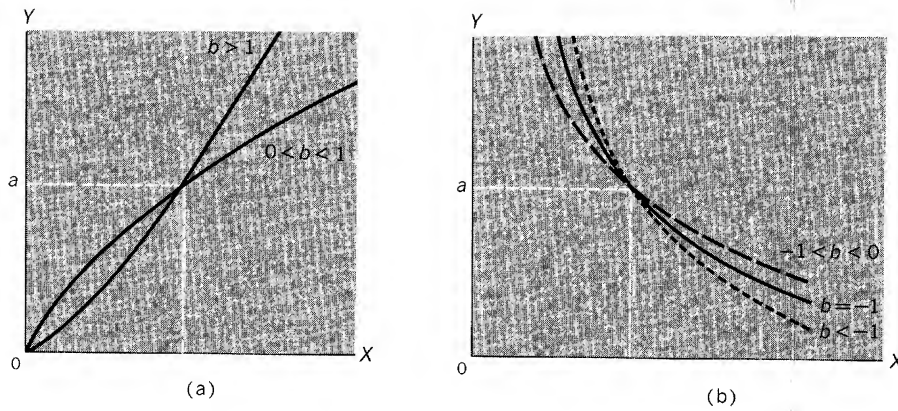 Y
b > 1
0 < b < 1
a
0
X
(a)
Y
a
−1 < b < 0
b = −1
b < −1
0
X
(b)